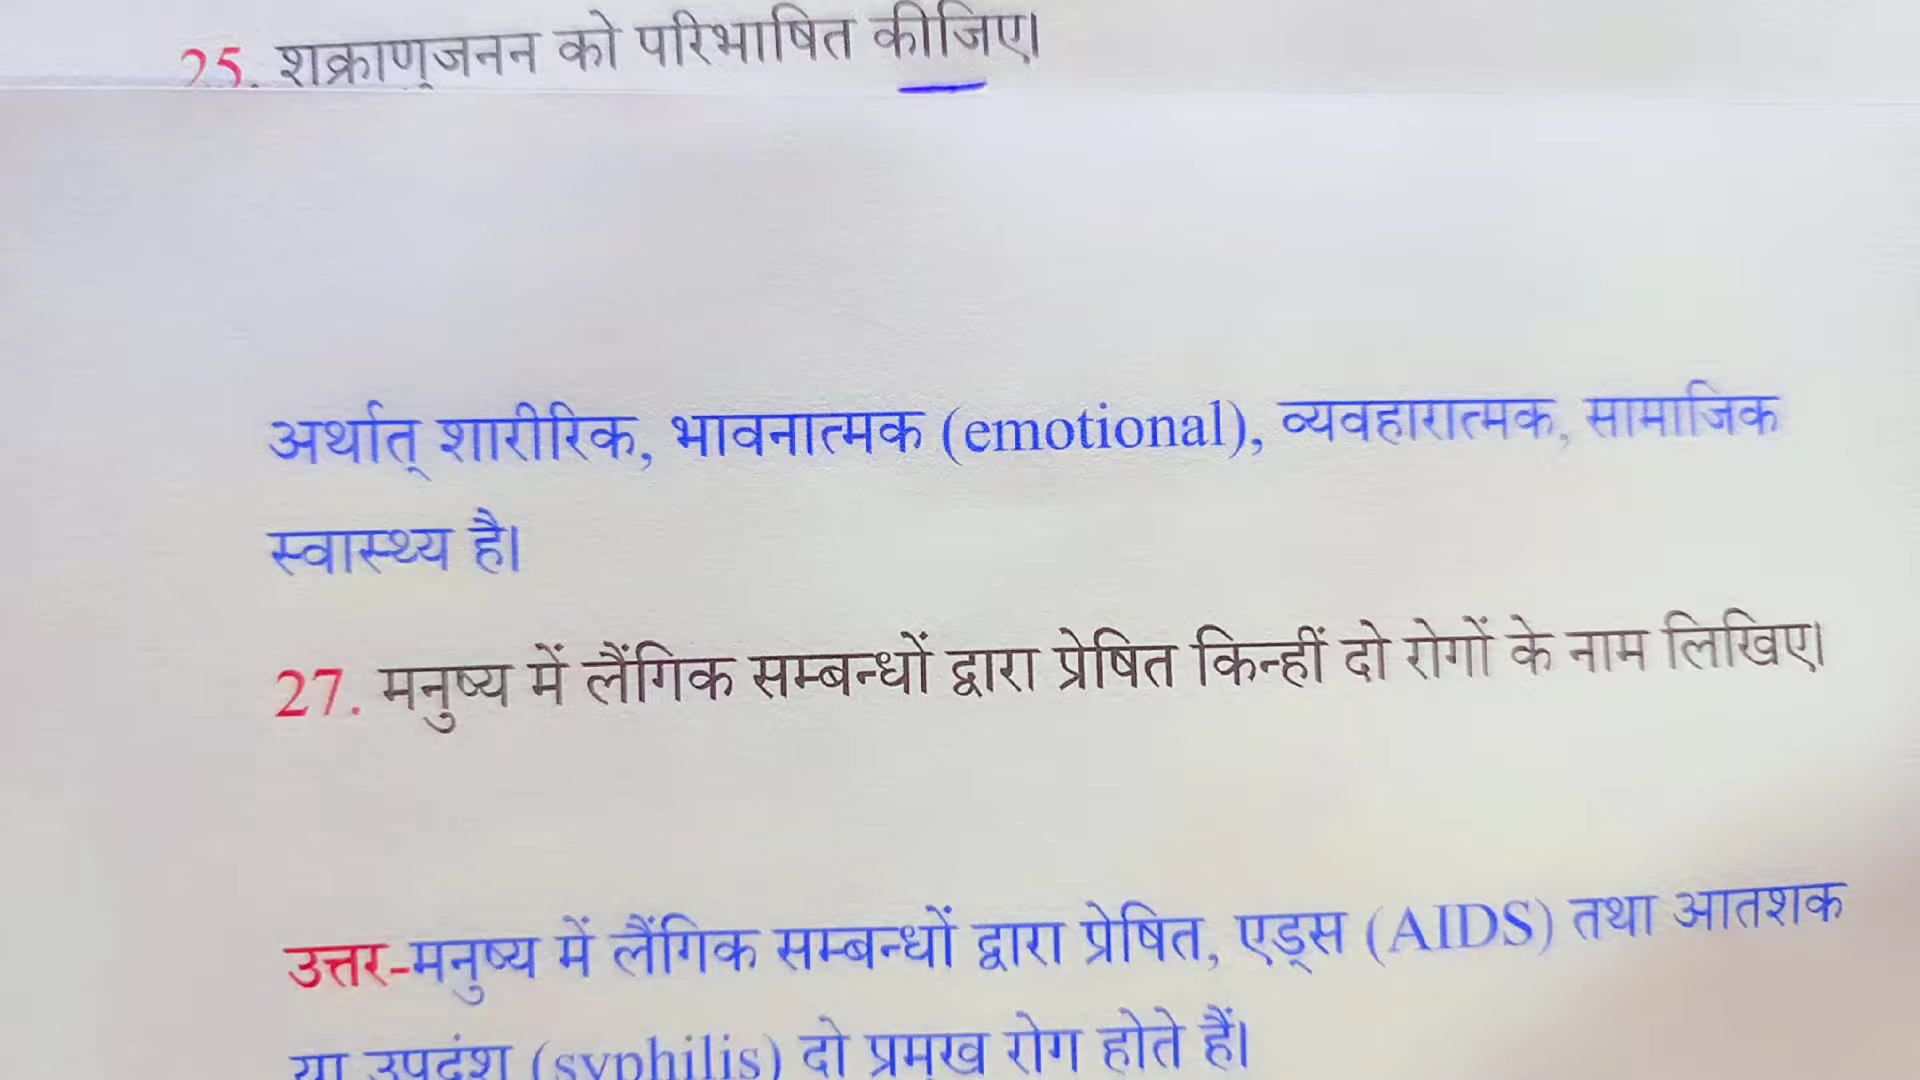 25. शुक्राणुजनन को परिभाषित कीजिए।
अर्थात् शारीरिक, भावनात्मक (emotional), व्यवहारात्मक, सामाजिक
स्वास्थ्य है।
27. मनुष्य में लैंगिक सम्बन्धों द्वारा प्रेषित किन्हीं दो रोगों के नाम लिखिए।
उत्तर-मनुष्य में लैंगिक सम्बन्धों द्वारा प्रेषित, एड्स (AIDS) तथा आतशक
या उपदंश (syphilis) दो प्रमुख रोग होते हैं।